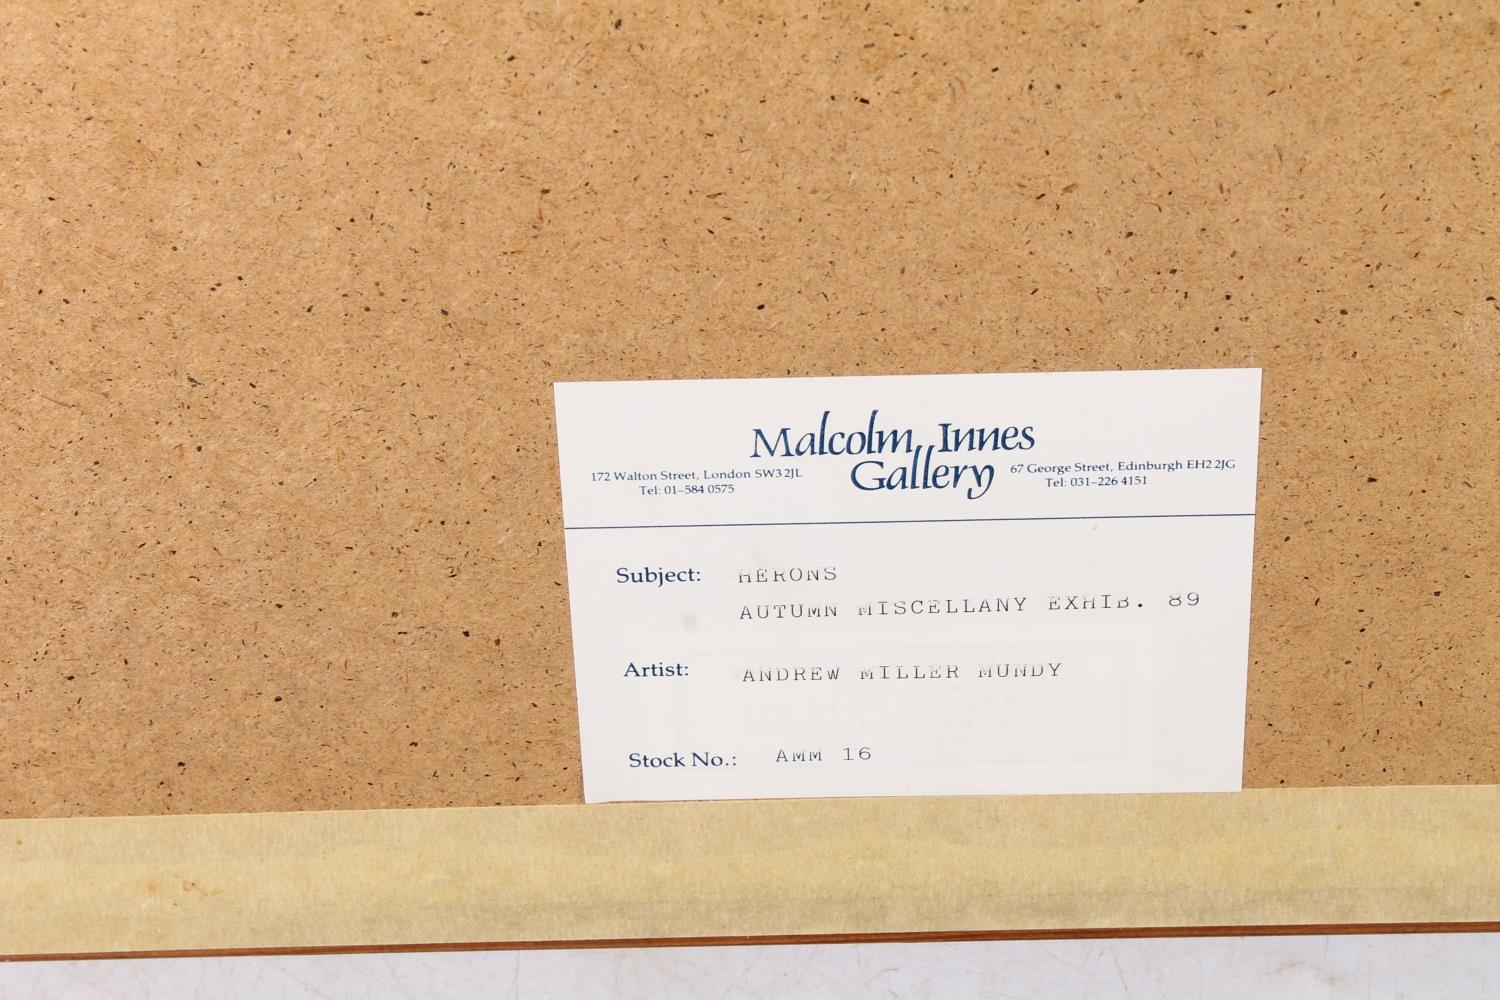 Malcolm Innes
Gallery
172 Walton Street, London SW3 2JL
Tel: 01-584 0575
67 George Street, Edinburgh EH2 2JG
Tel: 031-226 4151
Subject: HERONS
AUTUMN MISCELLANY EXHIB. 89
Artist: ANDREW MILLER MUNDY
Stock No.: AMM 16